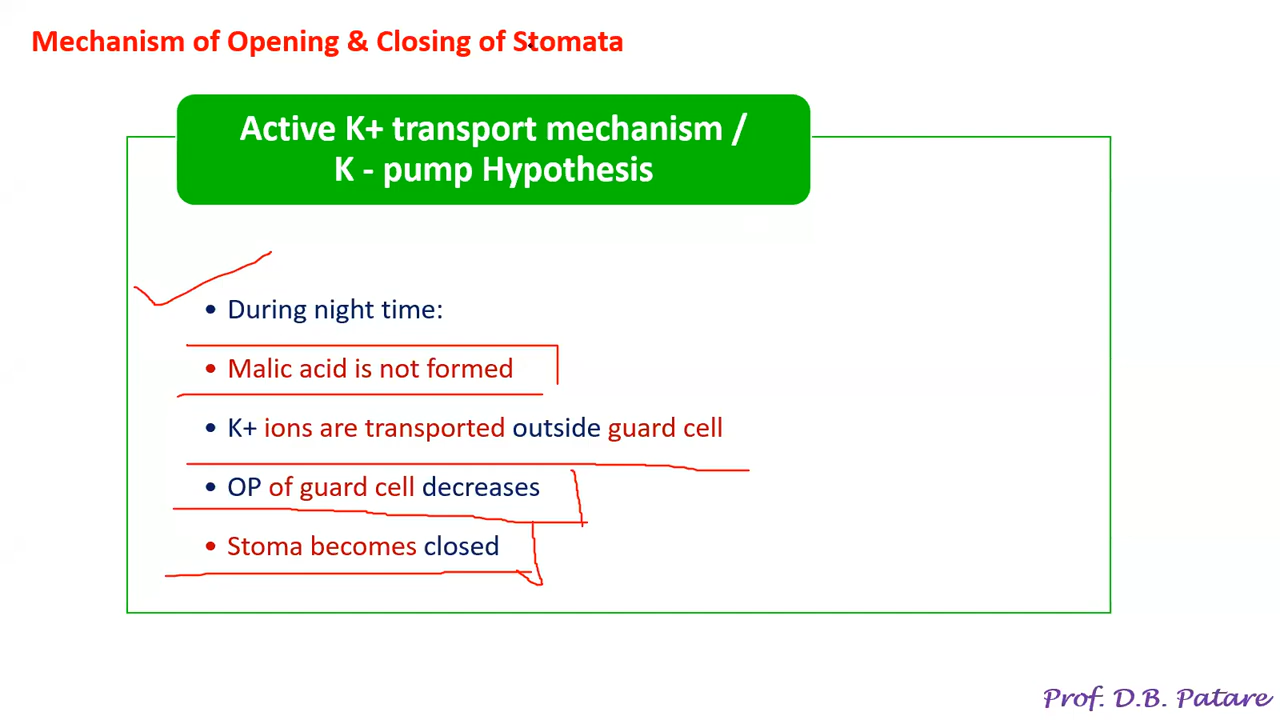 Mechanism of Opening & Closing of Stomata
Active K+ transport mechanism /
K - pump Hypothesis
• During night time:
• Malic acid is not formed
• K+ ions are transported outside guard cell
• OP of guard cell decreases
• Stoma becomes closed
Prof. D.B. Patare